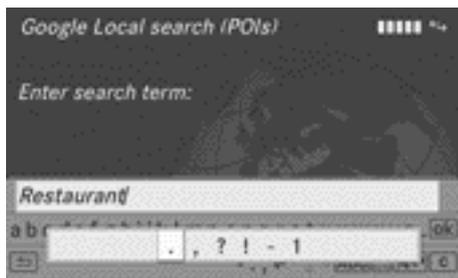 Google Local search (POIs)
Enter search term:
Restaurant
a b
. , ? ! - 1
ok
c